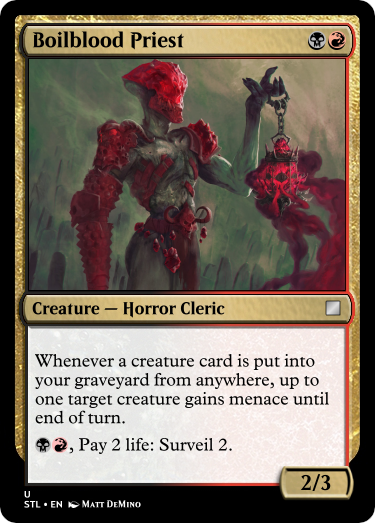 Boilblood Priest
Creature — Horror Cleric
Whenever a creature card is put into
your graveyard from anywhere, up to
one target creature gains menace until
end of turn.
, Pay 2 life: Surveil 2.
2/3
U
STL • EN Matt DeMino